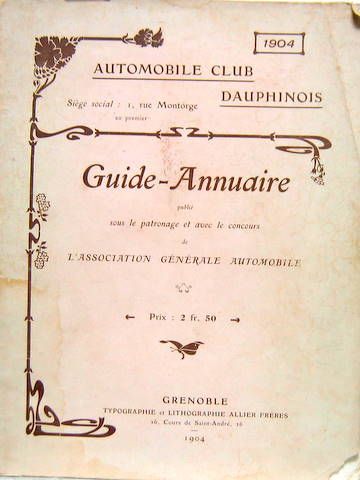 1904
AUTOMOBILE CLUB
DAUPHINOIS
Siège social : 1, rue Montorge
au premier
Guide-Annuaire
publié
sous le patronage et avec le concours
de
L'ASSOCIATION GÉNÉRALE AUTOMOBILE
Prix : 2 fr. 50
GRENOBLE
TYPOGRAPHIE et LITHOGRAPHIE ALLIER FRÈRES
26, Cours de Saint-André, 26
1904